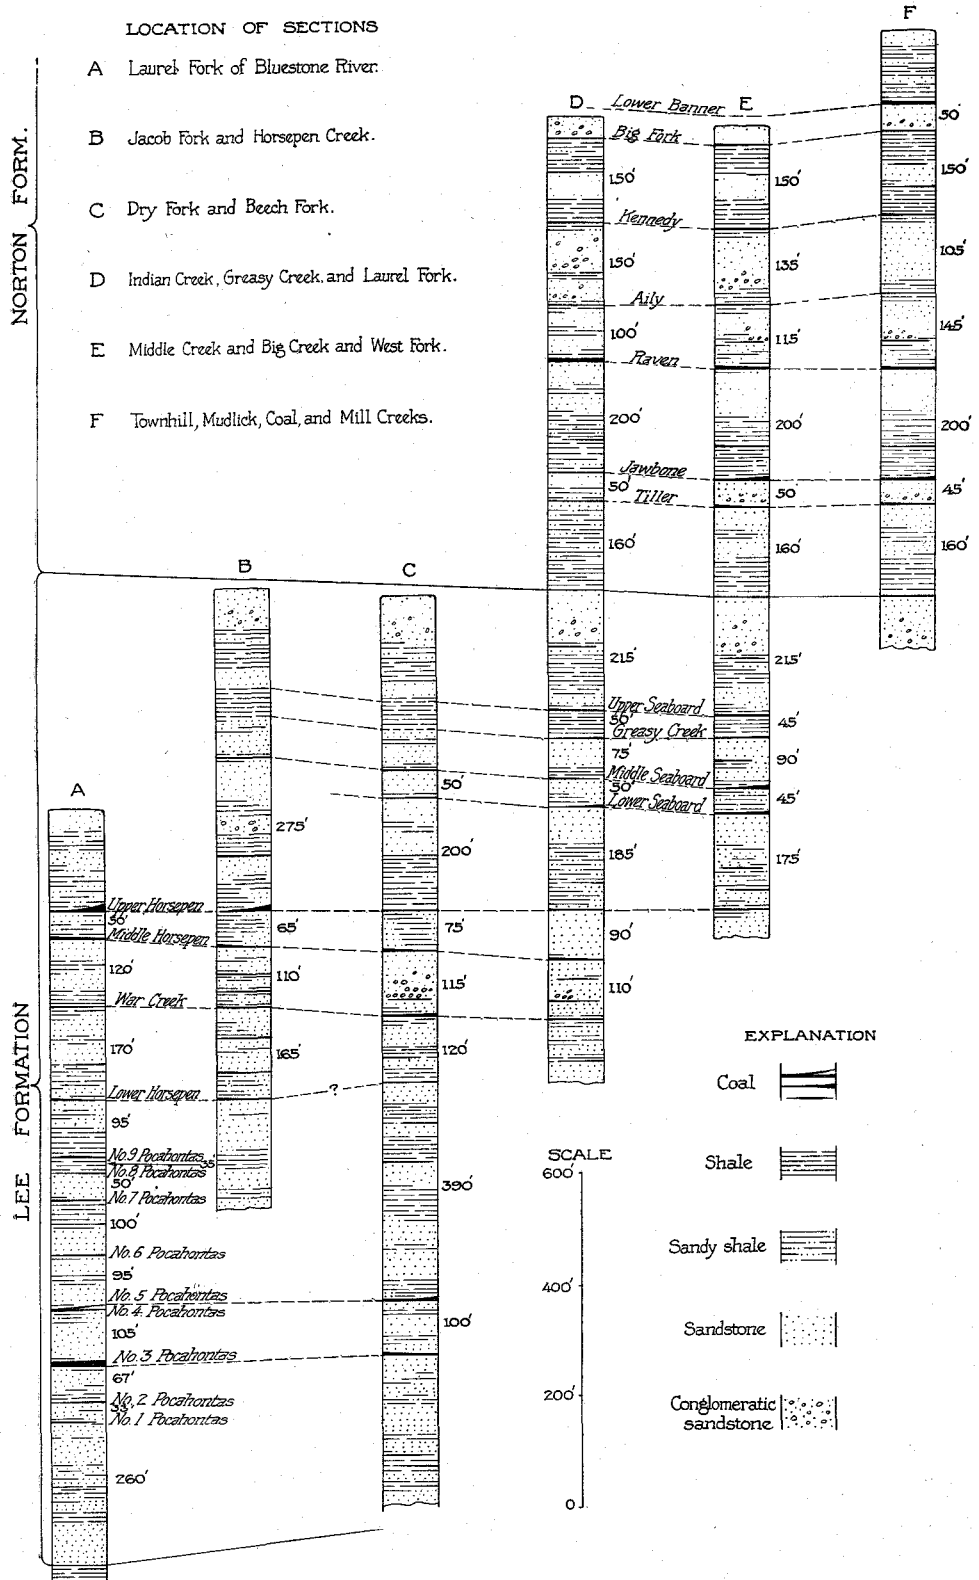 LOCATION OF SECTIONS
A Laurel Fork of Bluestone River.
B Jacob Fork and Horsepen Creek.
C Dry Fork and Beech Fork.
D Indian Creek, Greasy Creek, and Laurel Fork.
E Middle Creek and Big Creek and West Fork.
F Townhill, Mudlick, Coal, and Mill Creeks.
NORTON FORM.
LEE FORMATION
F
50'
150'
105'
145'
200'
45'
160'
D
Lower Banner
E
Big Fork
150'
150'
Kennedy
150'
135'
Aily
100'
115'
Raven
200'
200'
Jawbone
50'
Tiller
50
160'
160'
215'
215'
Upper Seaboard
50'
45'
Greasy Creek
75'
90'
Middle Seaboard
50'
45'
Lower Seaboard
185'
175'
90'
110'
B
275'
65'
110'
165'
C
50'
200'
75'
115'
120'
?
390'
100'
A
Upper Horsepen
50'
Middle Horsepen
120'
War Creek
170'
Lower Horsepen
95'
No. 9 Pocahontas
35'
No. 8 Pocahontas
50'
No. 7 Pocahontas
100'
No. 6 Pocahontas
95'
No. 5 Pocahontas
No. 4 Pocahontas
105'
No. 3 Pocahontas
67'
No. 2 Pocahontas
33'
No. 1 Pocahontas
260'
SCALE
600'
400'
200'
0
EXPLANATION
Coal
Shale
Sandy shale
Sandstone
Conglomeratic
sandstone